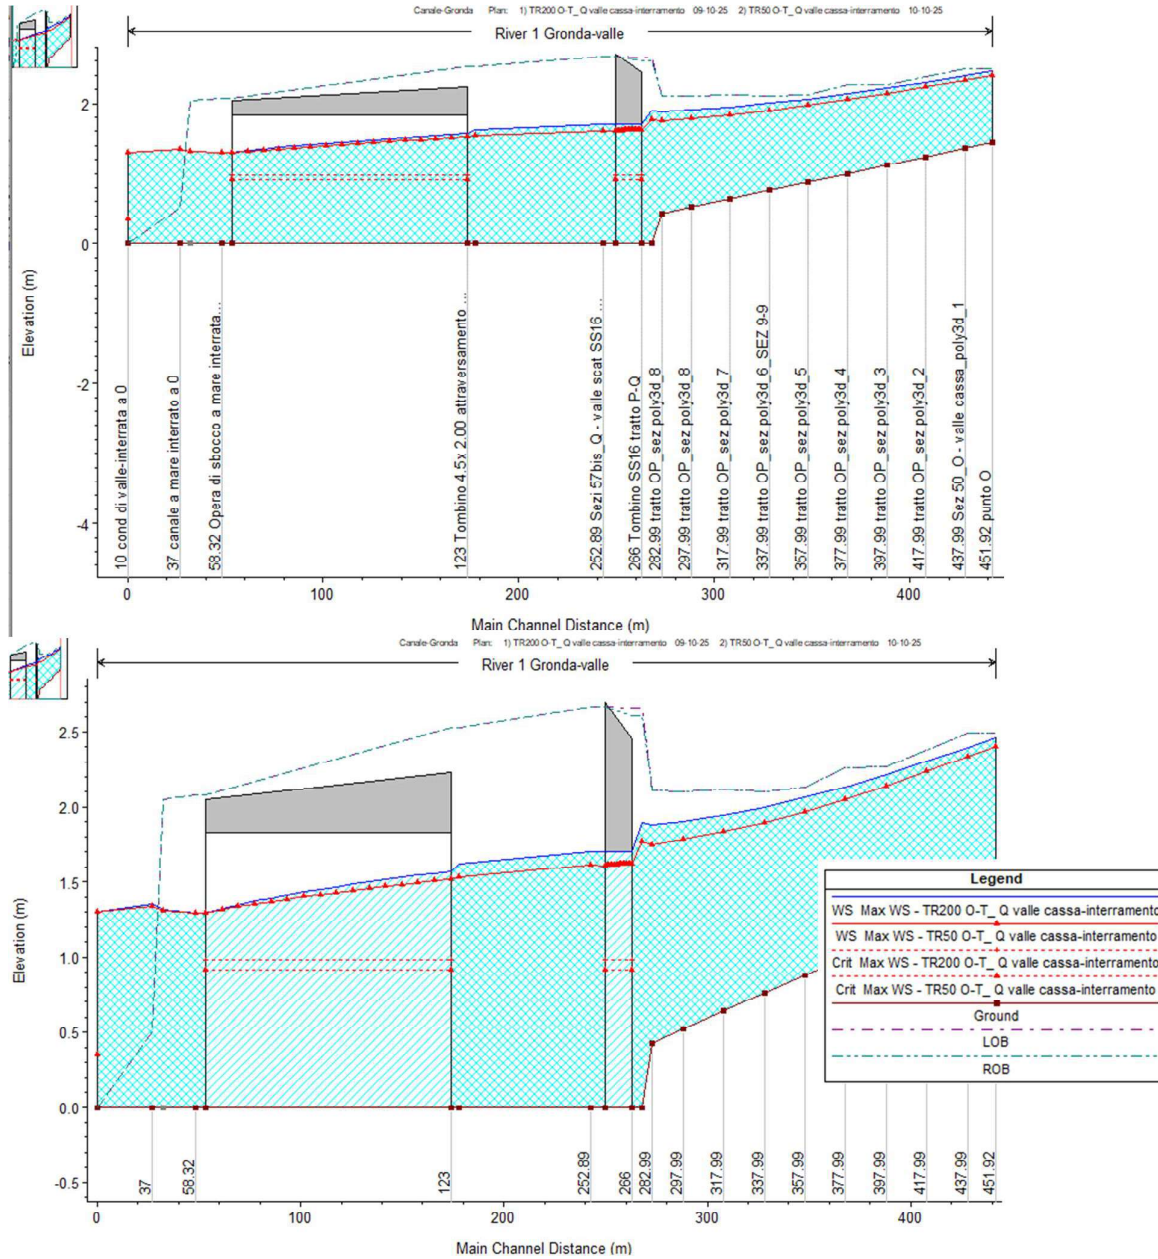 Canale-Gronda Plan: 1) TR200 O-T_ Q valle cassa-interramento 09-10-25 2) TR50 O-T_ Q valle cassa-interramento 10-10-25
River 1 Gronda-valle
Elevation (m)
2
0
-2
-4
10 cond di valle-interrata a 0
37 canale a mare interrato a 0
58.32 Opera di sbocco a mare interrata...
123 Tombino 4.5x 2.00 attraversamento ...
252.89 Sezi 57bis_Q - valle scat SS16 ...
266 Tombino SS16 tratto P-Q
282.99 tratto OP_sez poly3d_8
297.99 tratto OP_sez poly3d_8
317.99 tratto OP_sez poly3d_7
337.99 tratto OP_sez poly3d_6_SEZ 9-9
357.99 tratto OP_sez poly3d_5
377.99 tratto OP_sez poly3d_4
397.99 tratto OP_sez poly3d_3
417.99 tratto OP_sez poly3d_2
437.99 Sez 50_O - valle cassa_poly3d_1
451.92 punto O
0 100 200 300 400
Main Channel Distance (m)
Canale-Gronda Plan: 1) TR200 O-T_ Q valle cassa-interramento 09-10-25 2) TR50 O-T_ Q valle cassa-interramento 10-10-25
River 1 Gronda-valle
Elevation (m)
2.5
2.0
1.5
1.0
0.5
0.0
-0.5
Legend
WS Max WS - TR200 O-T_ Q valle cassa-interramento
WS Max WS - TR50 O-T_ Q valle cassa-interramento
Crit Max WS - TR200 O-T_ Q valle cassa-interramento
Crit Max WS - TR50 O-T_ Q valle cassa-interramento
Ground
LOB
ROB
37
58.32
123
252.89
266
282.99
297.99
317.99
337.99
357.99
377.99
397.99
417.99
437.99
451.92
0 100 200 300 400
Main Channel Distance (m)